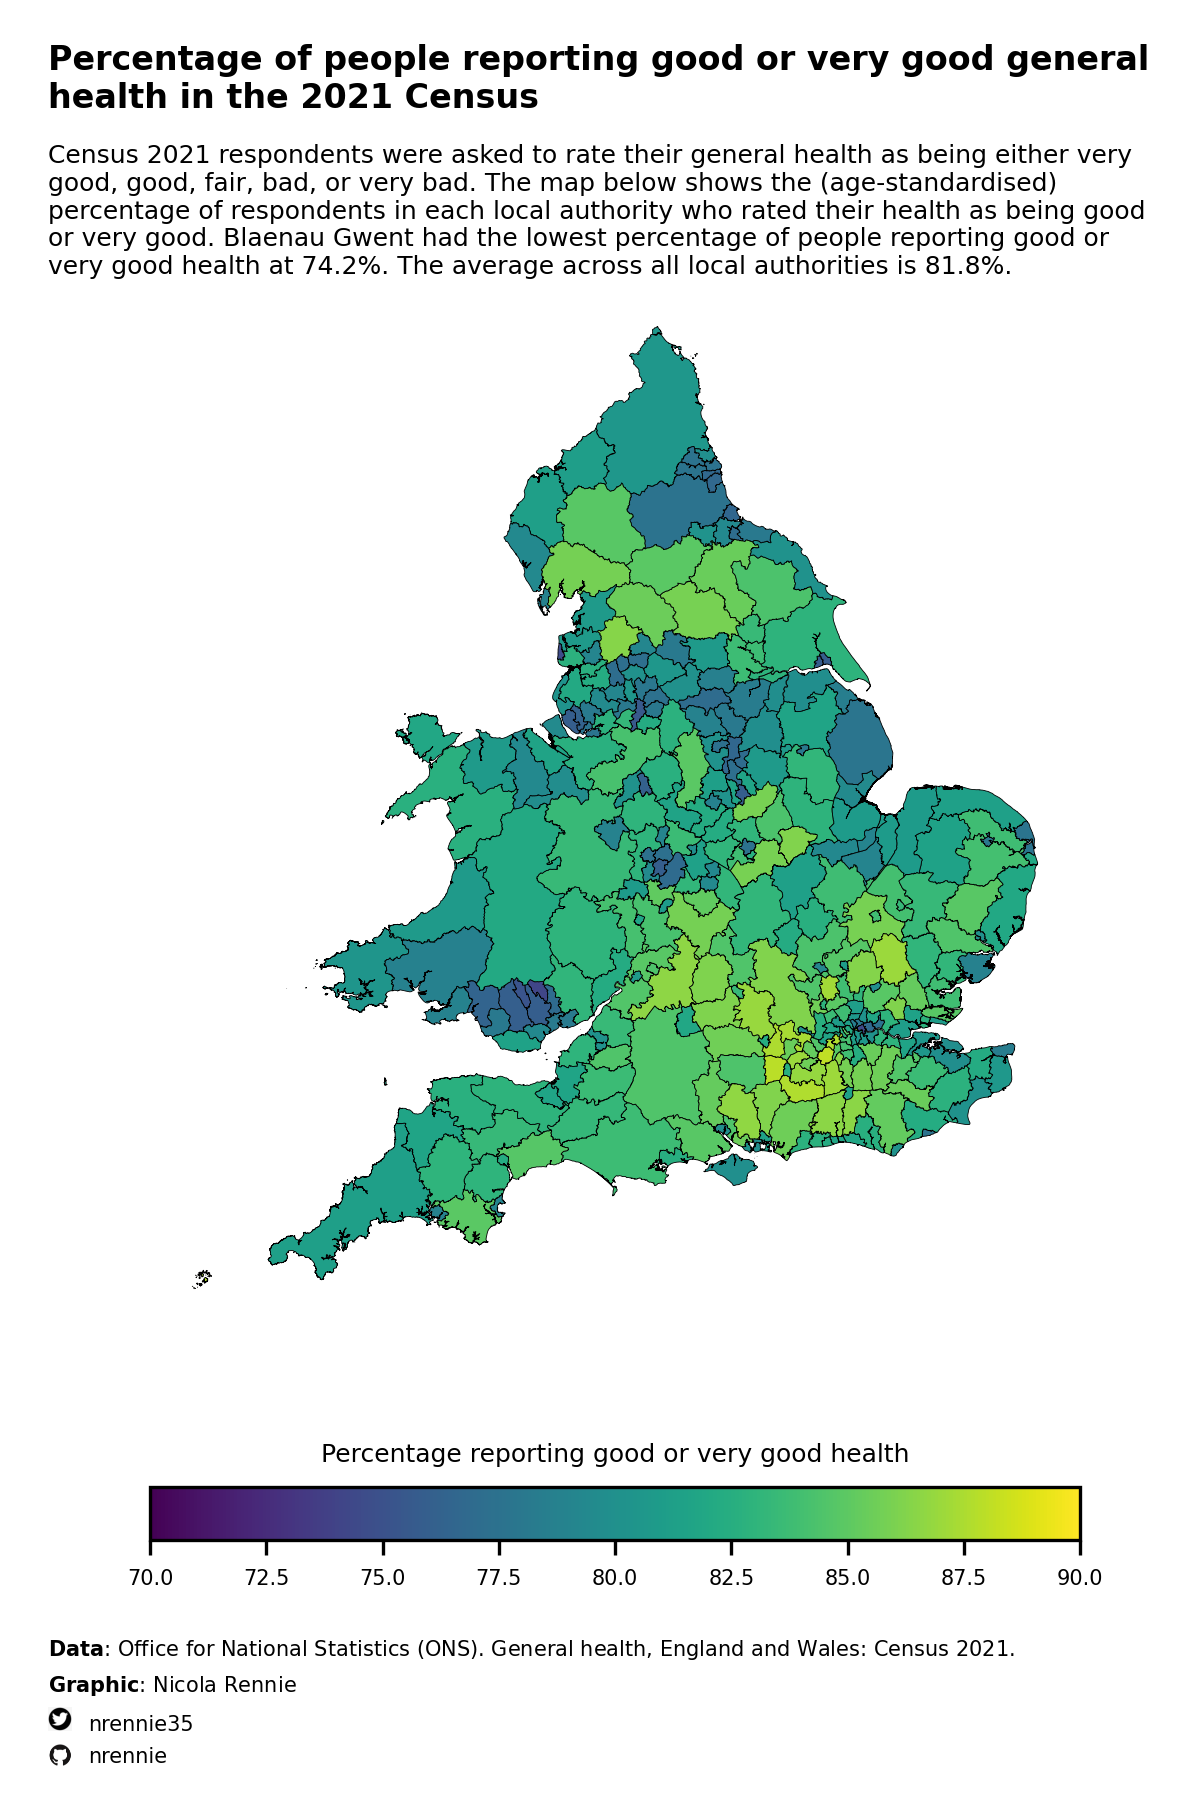 Percentage of people reporting good or very good general
health in the 2021 Census
Census 2021 respondents were asked to rate their general health as being either very
good, good, fair, bad, or very bad. The map below shows the (age-standardised)
percentage of respondents in each local authority who rated their health as being good
or very good. Blaenau Gwent had the lowest percentage of people reporting good or
very good health at 74.2%. The average across all local authorities is 81.8%.
Percentage reporting good or very good health
70.0 72.5 75.0 77.5 80.0 82.5 85.0 87.5 90.0
Data: Office for National Statistics (ONS). General health, England and Wales: Census 2021.
Graphic: Nicola Rennie
nrennie35
nrennie